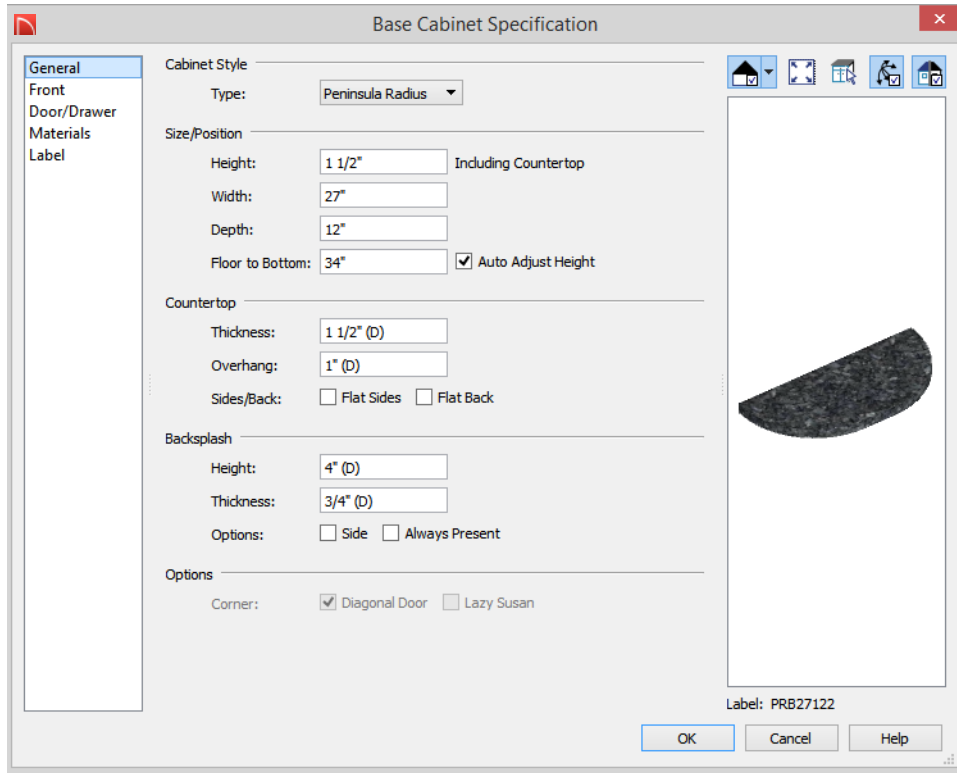 Base Cabinet Specification
General
Front
Door/Drawer
Materials
Label
Cabinet Style
Type: Peninsula Radius
Size/Position
Height: 1 1/2" Including Countertop
Width: 27"
Depth: 12"
Floor to Bottom: 34" Auto Adjust Height
Countertop
Thickness: 1 1/2" (D)
Overhang: 1" (D)
Sides/Back: Flat Sides Flat Back
Backsplash
Height: 4" (D)
Thickness: 3/4" (D)
Options: Side Always Present
Options
Corner: Diagonal Door Lazy Susan
Label: PRB27122
OK Cancel Help